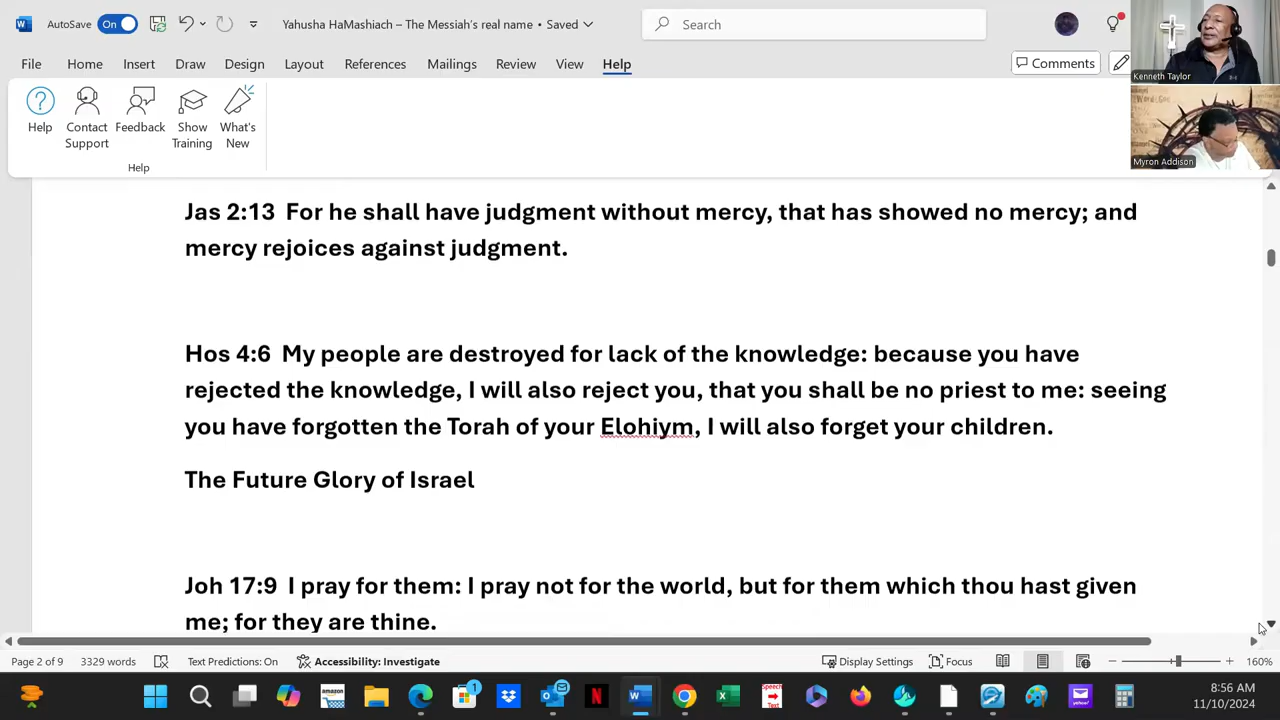 AutoSave On Yahusha HaMashiach – The Messiah's real name • Saved Search
File Home Insert Draw Design Layout References Mailings Review View Help Comments
Kenneth Taylor
Help Contact Support Feedback Show Training What's New
Help
Myron Addison
Jas 2:13 For he shall have judgment without mercy, that has showed no mercy; and
mercy rejoices against judgment.
Hos 4:6 My people are destroyed for lack of the knowledge: because you have
rejected the knowledge, I will also reject you, that you shall be no priest to me: seeing
you have forgotten the Torah of your Elohiym, I will also forget your children.
The Future Glory of Israel
Joh 17:9 I pray for them: I pray not for the world, but for them which thou hast given
me; for they are thine.
Page 2 of 9 3329 words Text Predictions: On Accessibility: Investigate Display Settings Focus 160%
amazon Speech to Text yahoo! 8:56 AM
11/10/2024